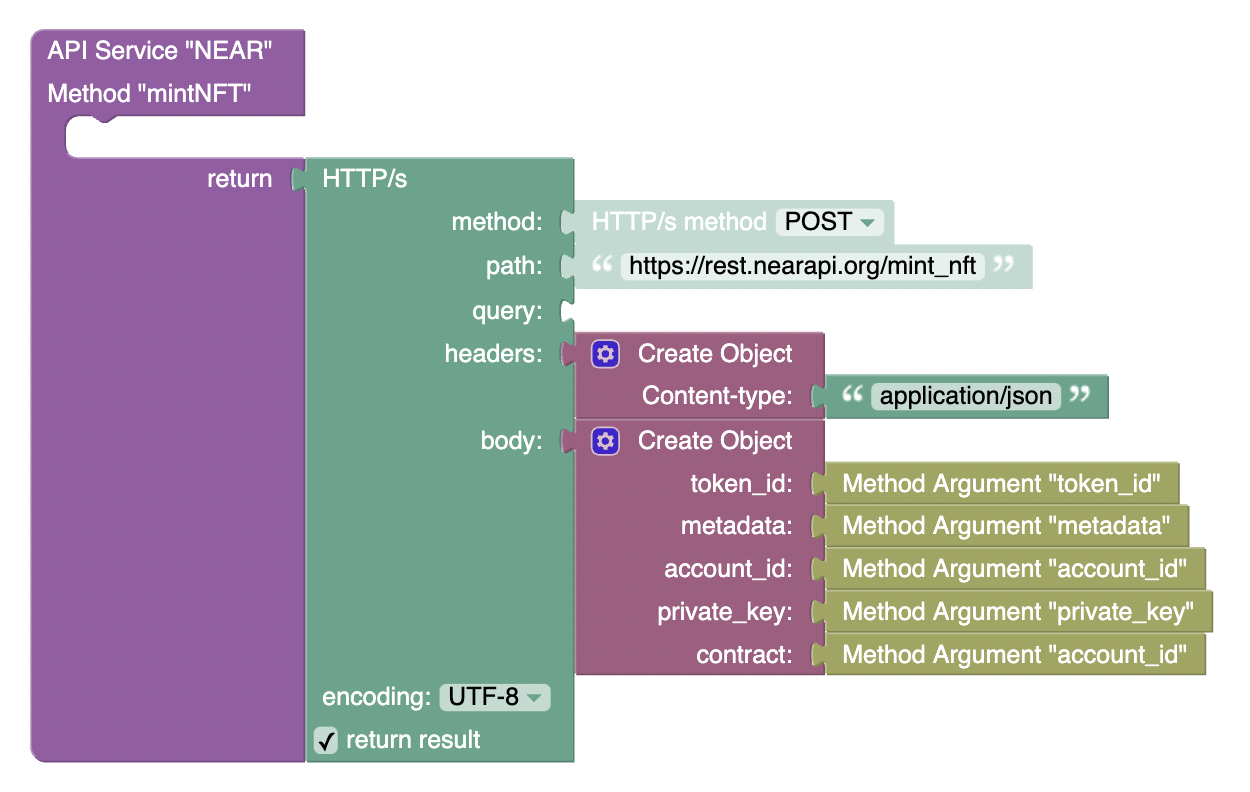 API Service "NEAR"
Method "mintNFT"
return HTTP/s
method: HTTP/s method POST
path: “ https://rest.nearapi.org/mint_nft ”
query:
headers: Create Object
Content-type: “ application/json ”
body: Create Object
token_id: Method Argument "token_id"
metadata: Method Argument "metadata"
account_id: Method Argument "account_id"
private_key: Method Argument "private_key"
contract: Method Argument "account_id"
encoding: UTF-8
✓ return result